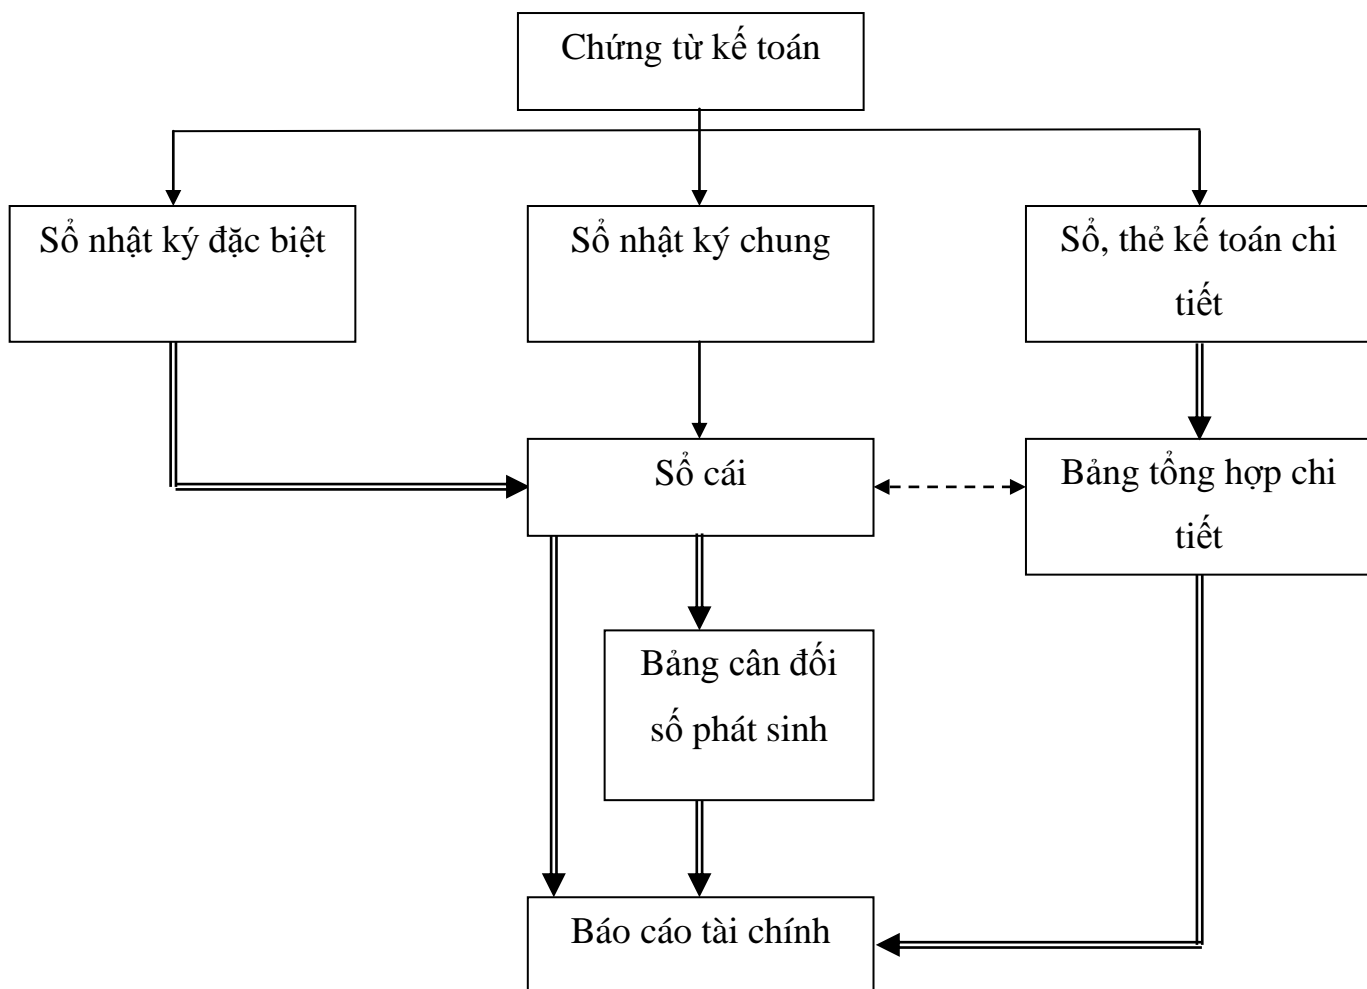 Chứng từ kế toán
Sổ nhật ký đặc biệt
Sổ nhật ký chung
Sổ, thẻ kế toán chi
tiết
Sổ cái
Bảng tổng hợp chi
tiết
Bảng cân đối
số phát sinh
Báo cáo tài chính